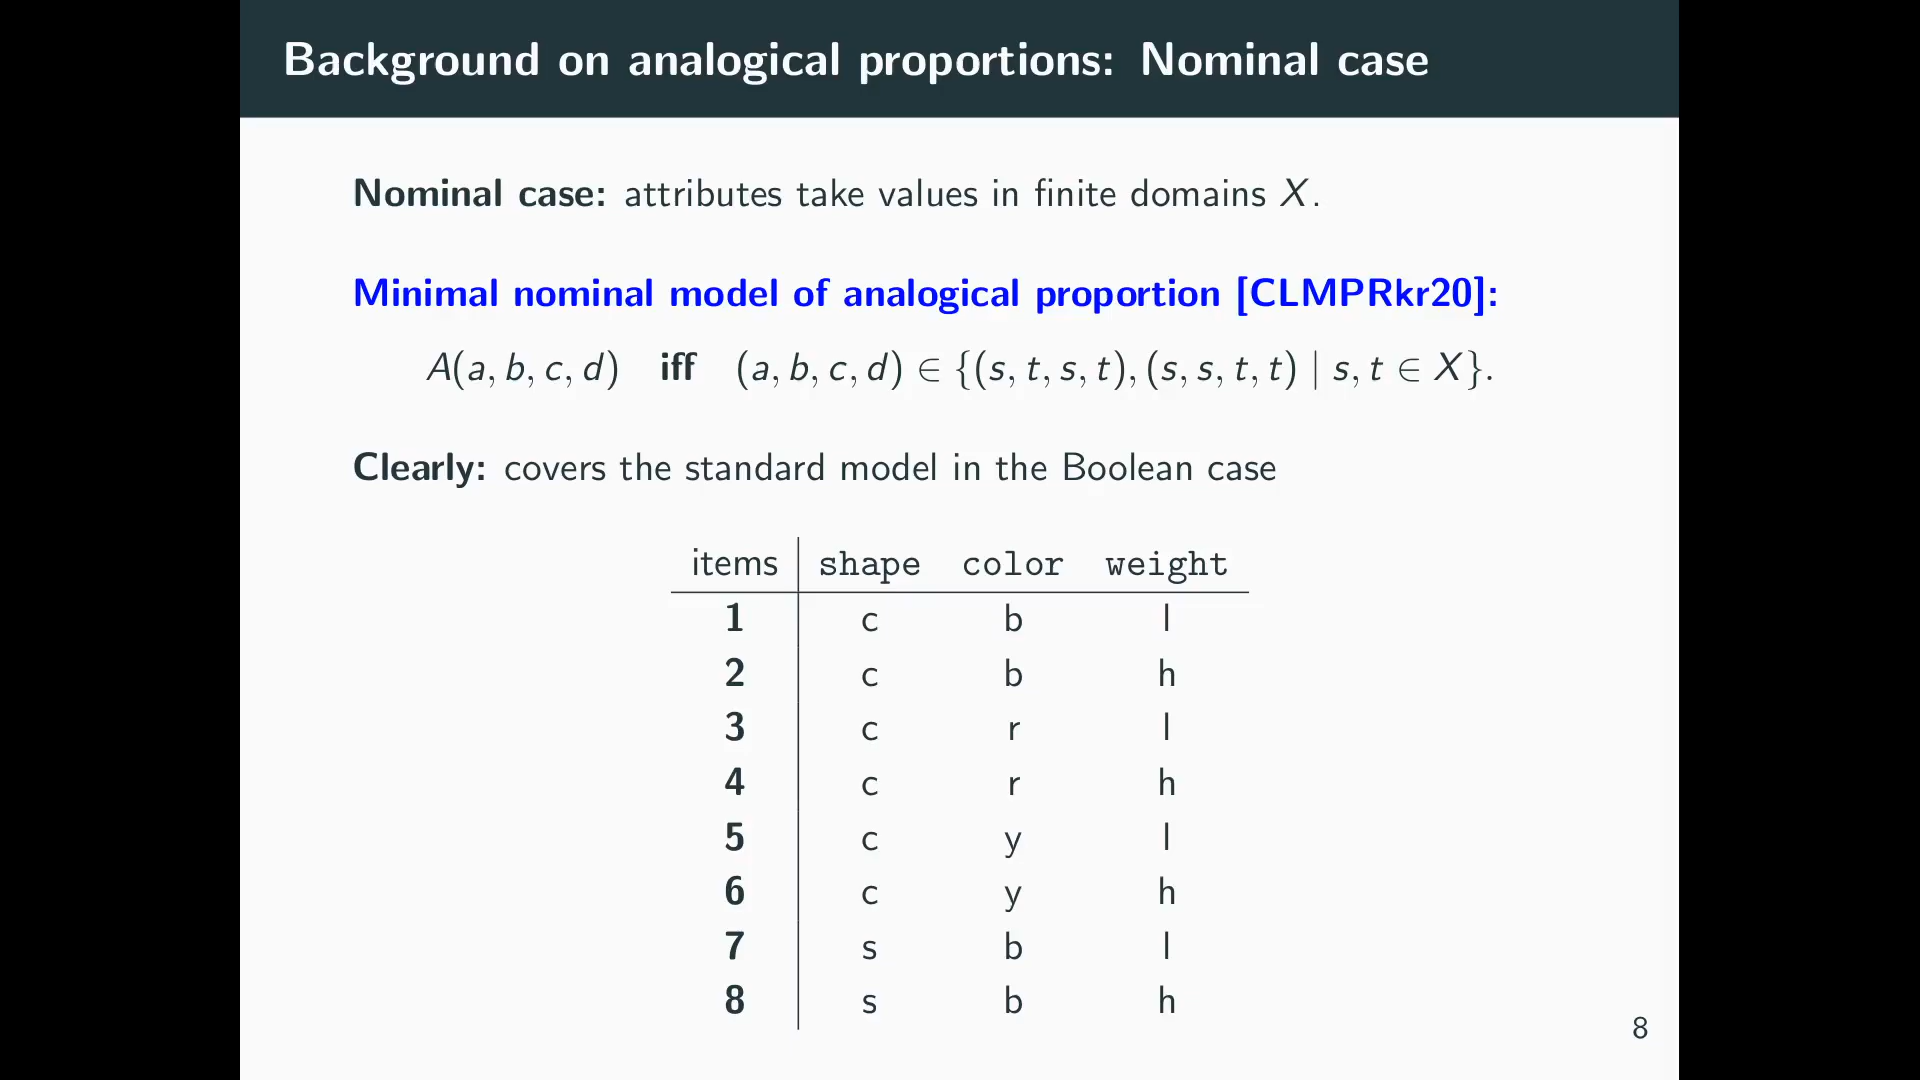 Background on analogical proportions: Nominal case
Nominal case: attributes take values in finite domains X.
Minimal nominal model of analogical proportion [CLMPRkr20]:
A(a, b, c, d) iff (a, b, c, d) ∈ {(s, t, s, t), (s, s, t, t) | s, t ∈ X}.
Clearly: covers the standard model in the Boolean case
items shape color weight
1 c b l
2 c b h
3 c r l
4 c r h
5 c y l
6 c y h
7 s b l
8 s b h
8